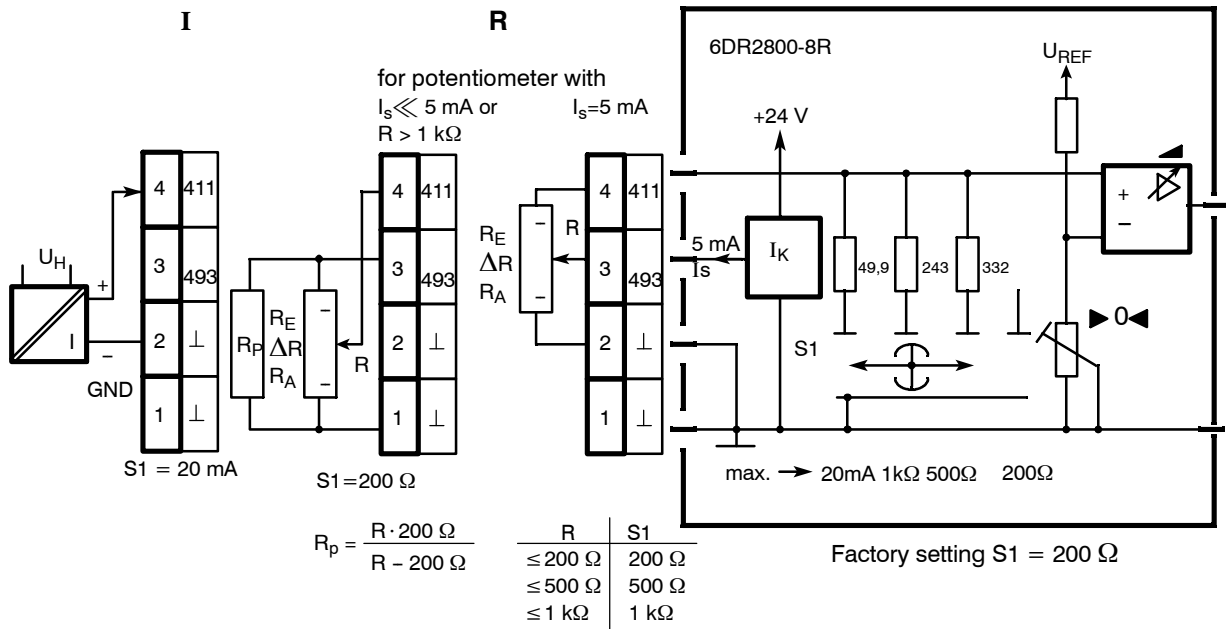 I
R
for potentiometer with
I_s ≪ 5 mA or
R > 1 kΩ
I_s=5 mA
6DR2800-8R
U_REF
+24 V
4 411
3 493
2 ⊥
1 ⊥
U_H
+
I
−
GND
S1 = 20 mA
4 411
3 493
2 ⊥
1 ⊥
R_P
R_E
ΔR
R_A
−
−
R
S1=200 Ω
4 411
3 493
2 ⊥
1 ⊥
R_E
ΔR
R_A
−
−
R
5 mA
Is
I_K
49,9
243
332
+
−
S1
0
max. → 20mA 1kΩ 500Ω 200Ω
R_p = R · 200 Ω / R − 200 Ω
R S1
≤ 200 Ω 200 Ω
≤ 500 Ω 500 Ω
≤ 1 kΩ 1 kΩ
Factory setting S1 = 200 Ω